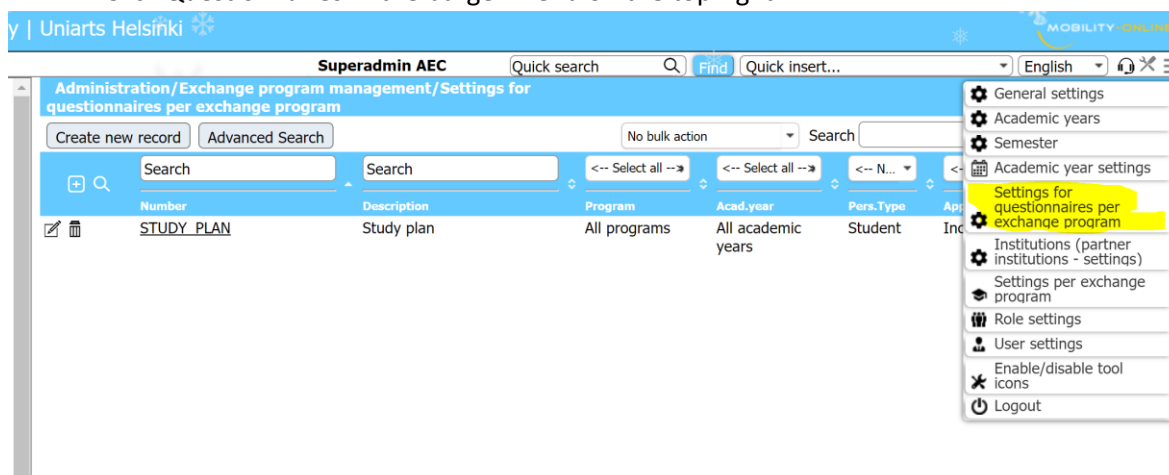 y | Uniarts Helsinki
MOBILITY-ONLINE
Superadmin AEC
Quick search
Find
Quick insert...
English
Administration/Exchange program management/Settings for
questionnaires per exchange program
Create new record
Advanced Search
No bulk action
Search
Search
Search
<-- Select all --
<-- Select all --
<-- N...
<-
Number
Description
Program
Acad.year
Pers.Type
App
STUDY PLAN
Study plan
All programs
All academic
years
Student
Inc
General settings
Academic years
Semester
Academic year settings
Settings for
questionnaires per
exchange program
Institutions (partner
institutions - settings)
Settings per exchange
program
Role settings
User settings
Enable/disable tool
icons
Logout